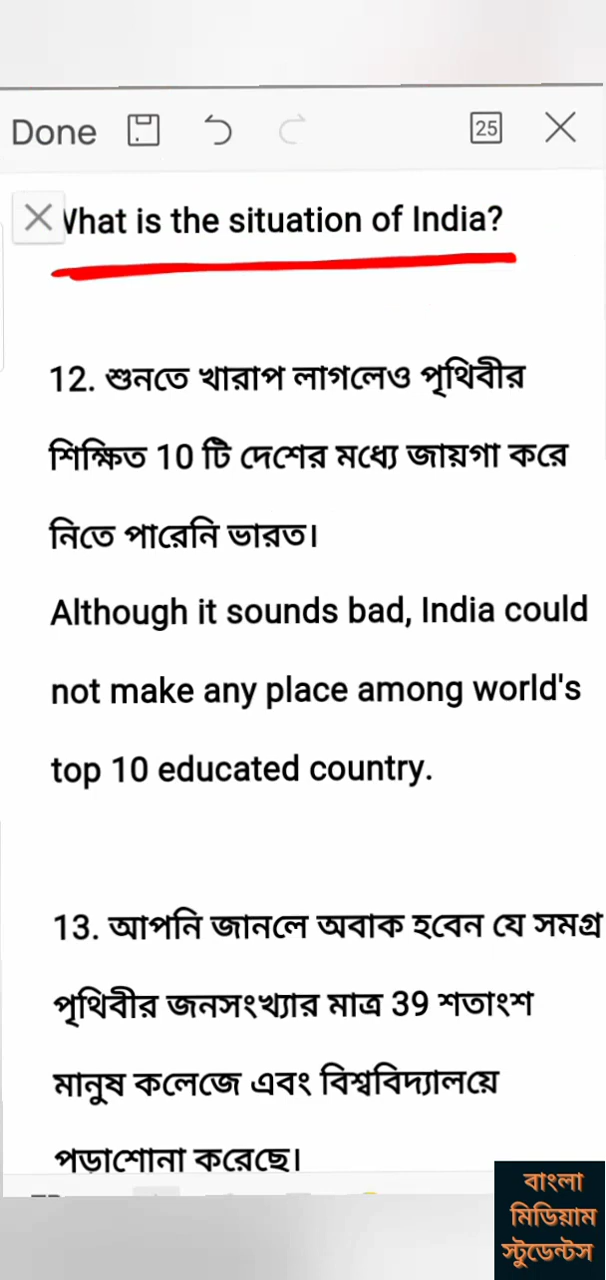 Done
25
What is the situation of India?
12. শুনতে খারাপ লাগলেও পৃথিবীর
শিক্ষিত 10 টি দেশের মধ্যে জায়গা করে
নিতে পারেনি ভারত।
Although it sounds bad, India could
not make any place among world's
top 10 educated country.
13. আপনি জানলে অবাক হবেন যে সমগ্র
পৃথিবীর জনসংখ্যার মাত্র 39 শতাংশ
মানুষ কলেজে এবং বিশ্ববিদ্যালয়ে
পড়াশোনা করেছে।
বাংলা
মিডিয়াম
স্টুডেন্টস